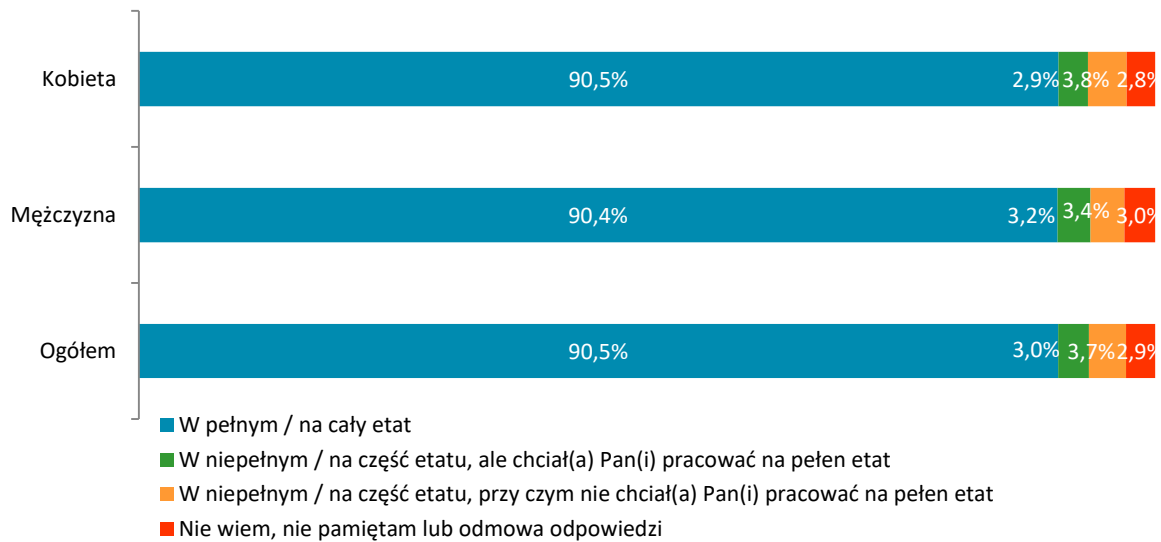 Kobieta 90,5% 2,9% 3,8% 2,8%
Mężczyzna 90,4% 3,2% 3,4% 3,0%
Ogółem 90,5% 3,0% 3,7% 2,9%
W pełnym / na cały etat
W niepełnym / na część etatu, ale chciał(a) Pan(i) pracować na pełen etat
W niepełnym / na część etatu, przy czym nie chciał(a) Pan(i) pracować na pełen etat
Nie wiem, nie pamiętam lub odmowa odpowiedzi